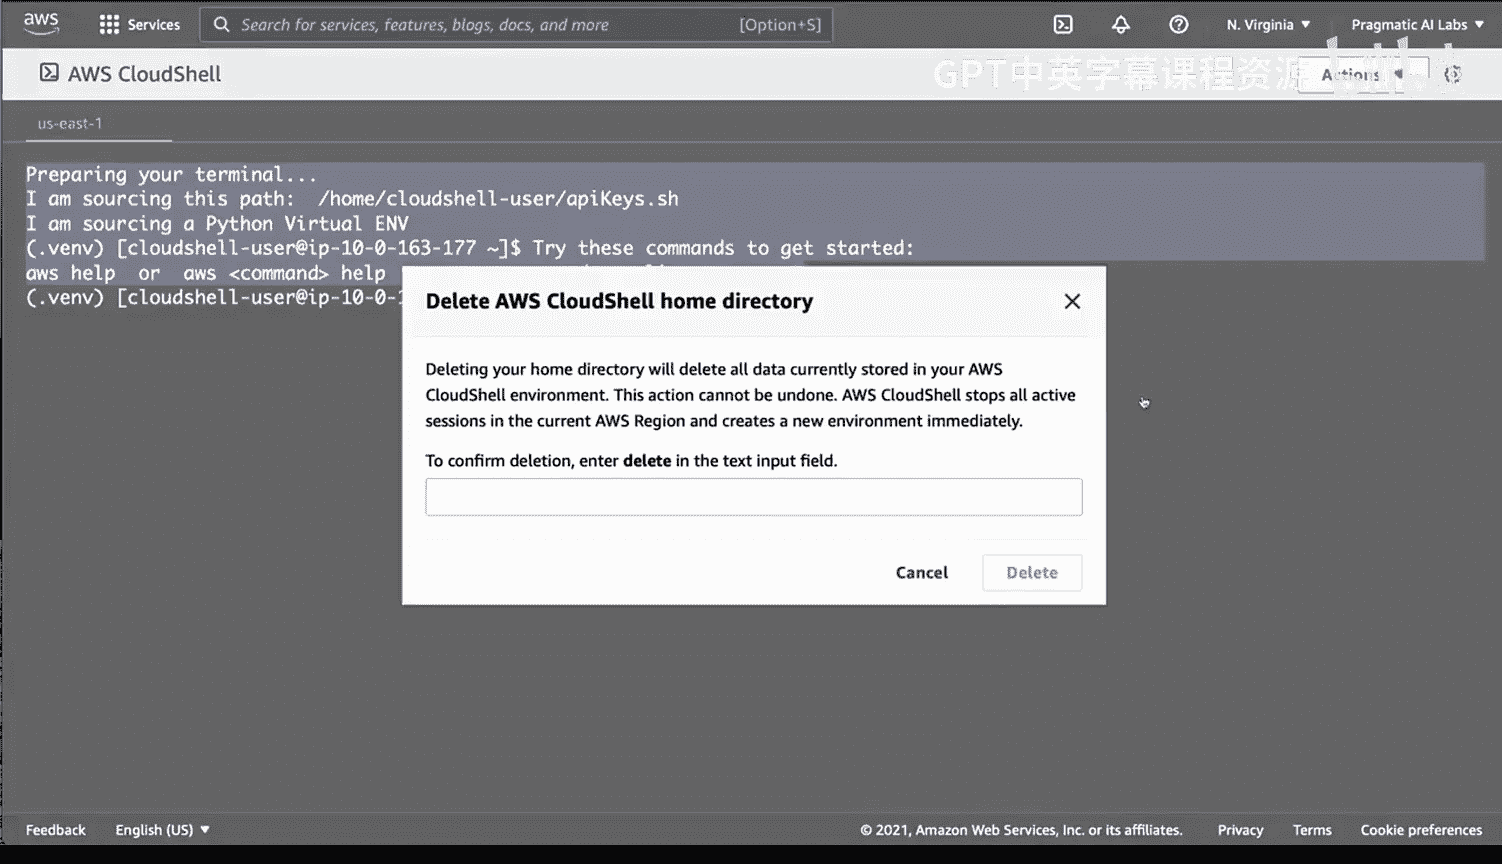 aws
Services
Search for services, features, blogs, docs, and more
[Option+S]
N. Virginia
Pragmatic AI Labs
AWS CloudShell
GPT中英字幕课程资源
Actions
us-east-1
Preparing your terminal...
I am sourcing this path:  /home/cloudshell-user/apiKeys.sh
I am sourcing a Python Virtual ENV
(.venv) [cloudshell-user@ip-10-0-163-177 ~]$ Try these commands to get started:
aws help  or  aws <command> help
(.venv) [cloudshell-user@ip-10-0-1
Delete AWS CloudShell home directory
Deleting your home directory will delete all data currently stored in your AWS
CloudShell environment. This action cannot be undone. AWS CloudShell stops all active
sessions in the current AWS Region and creates a new environment immediately.
To confirm deletion, enter delete in the text input field.
Cancel
Delete
Feedback
English (US)
© 2021, Amazon Web Services, Inc. or its affiliates.
Privacy
Terms
Cookie preferences